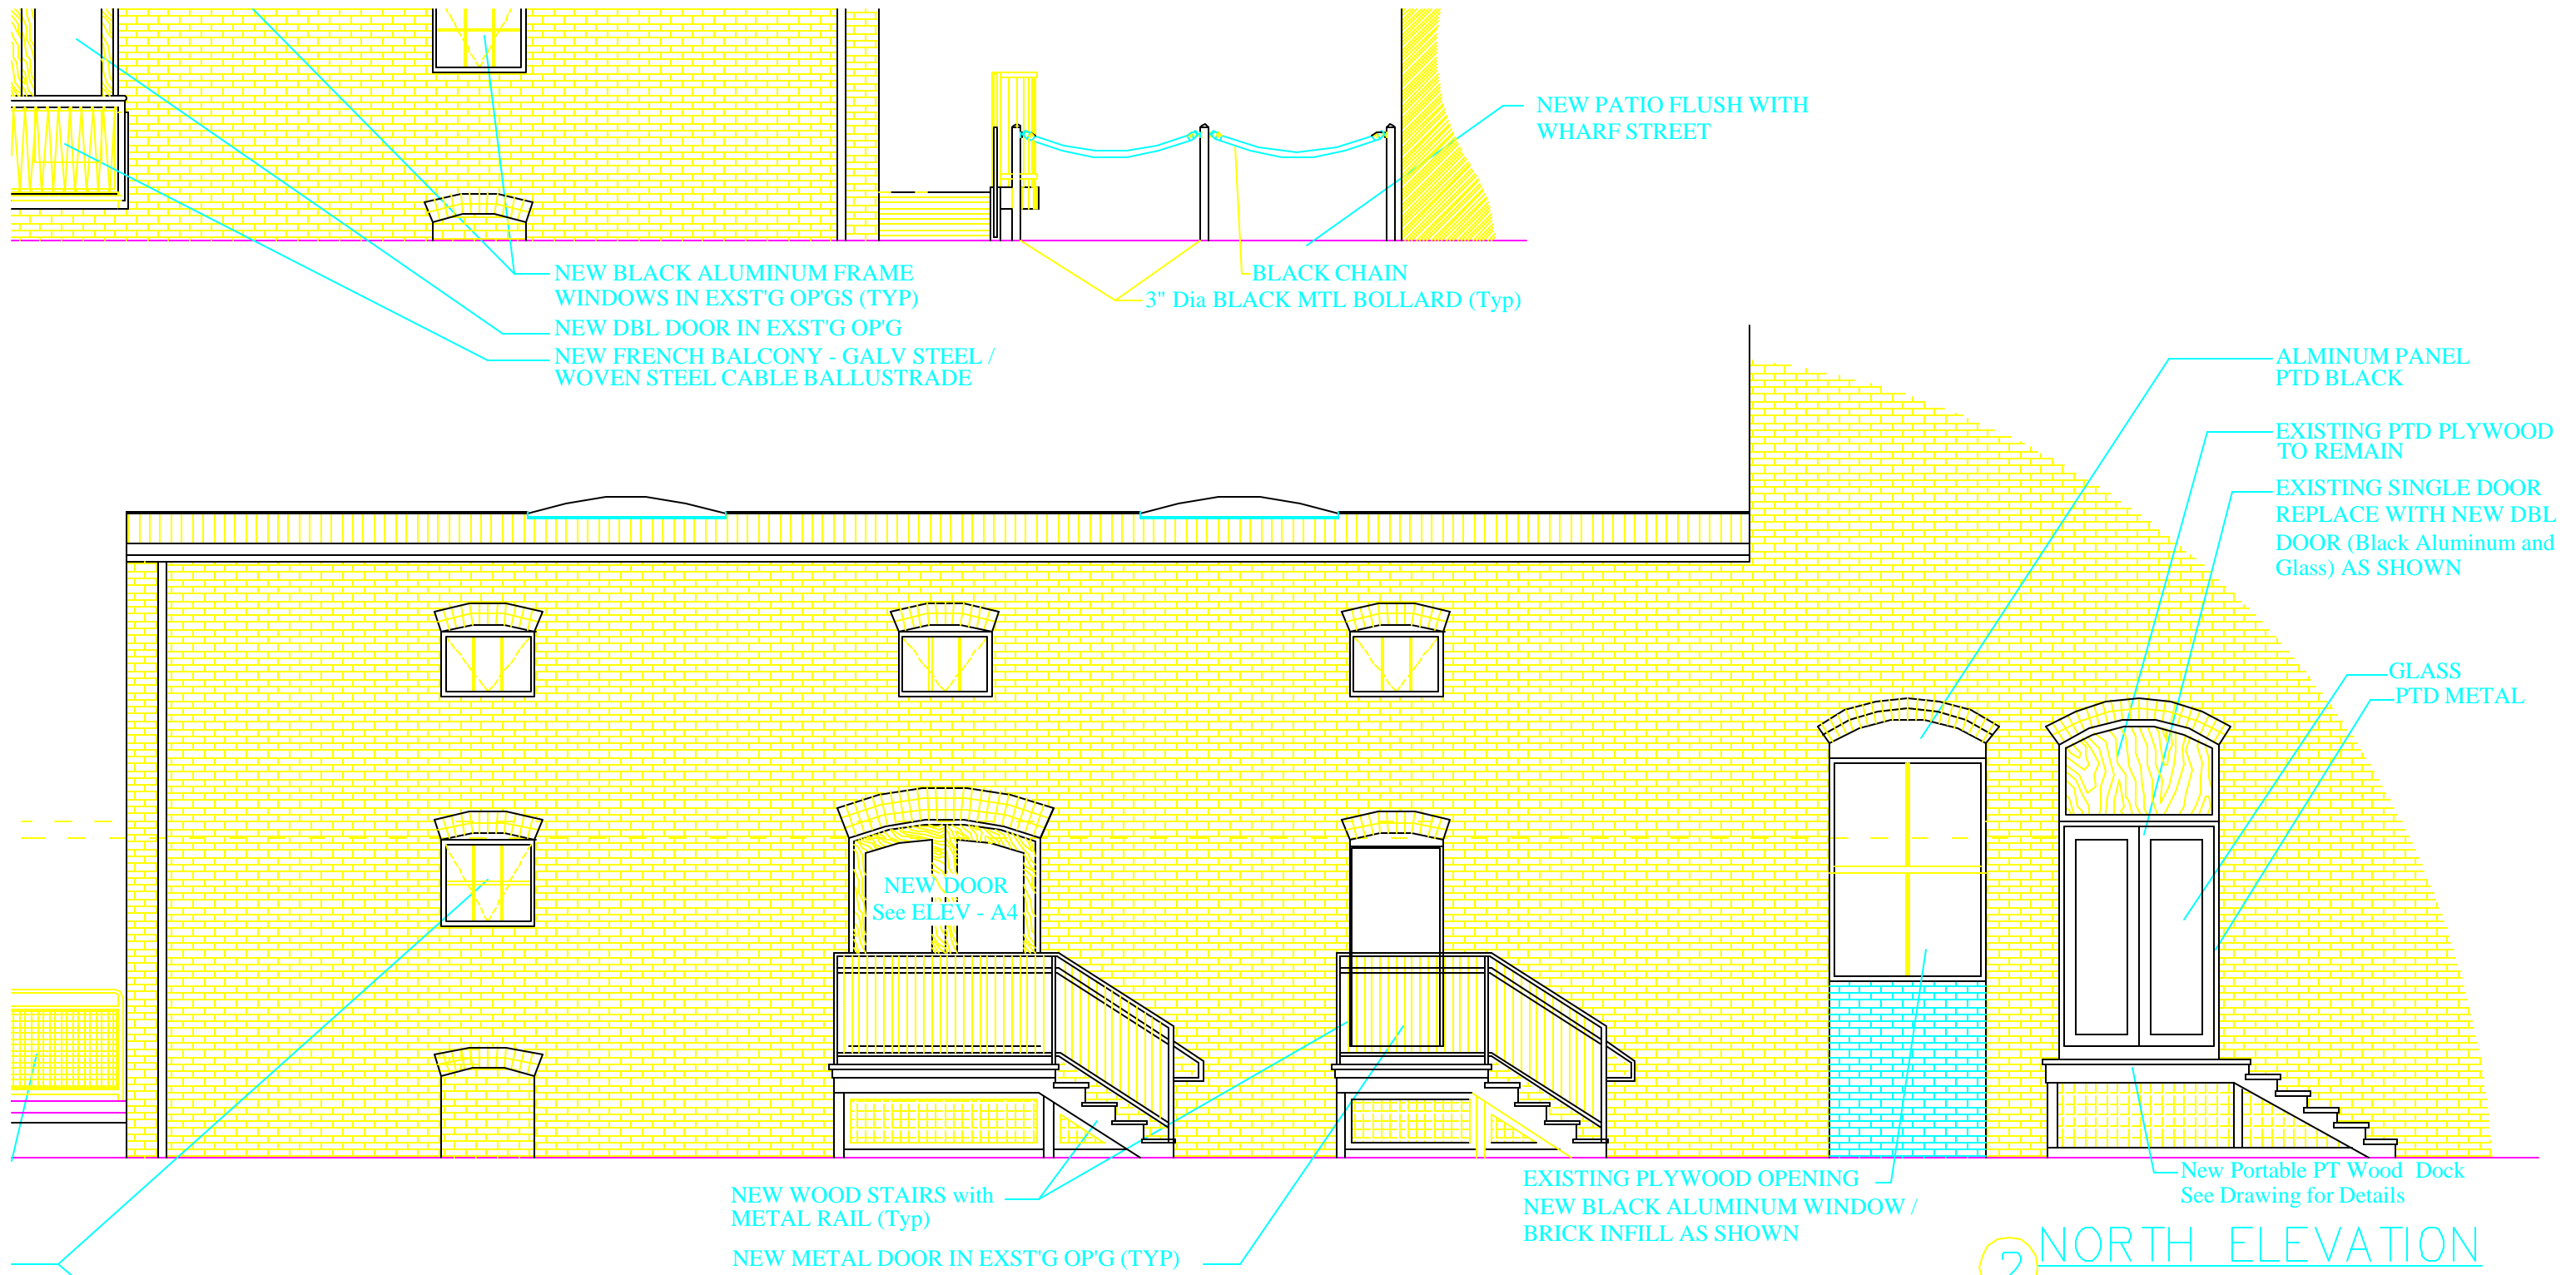 NEW PATIO FLUSH WITH
WHARF STREET
NEW BLACK ALUMINUM FRAME
WINDOWS IN EXST'G OP'GS (TYP)
NEW DBL DOOR IN EXST'G OP'G
NEW FRENCH BALCONY - GALV STEEL /
WOVEN STEEL CABLE BALLUSTRADE
BLACK CHAIN
3" Dia BLACK MTL BOLLARD (Typ)
ALMINUM PANEL
PTD BLACK
EXISTING PTD PLYWOOD
TO REMAIN
EXISTING SINGLE DOOR
REPLACE WITH NEW DBL
DOOR (Black Aluminum and
Glass) AS SHOWN
GLASS
PTD METAL
NEW DOOR
See ELEV - A4
NEW WOOD STAIRS with
METAL RAIL (Typ)
NEW METAL DOOR IN EXST'G OP'G (TYP)
EXISTING PLYWOOD OPENING
NEW BLACK ALUMINUM WINDOW /
BRICK INFILL AS SHOWN
New Portable PT Wood Dock
See Drawing for Details
2 NORTH ELEVATION